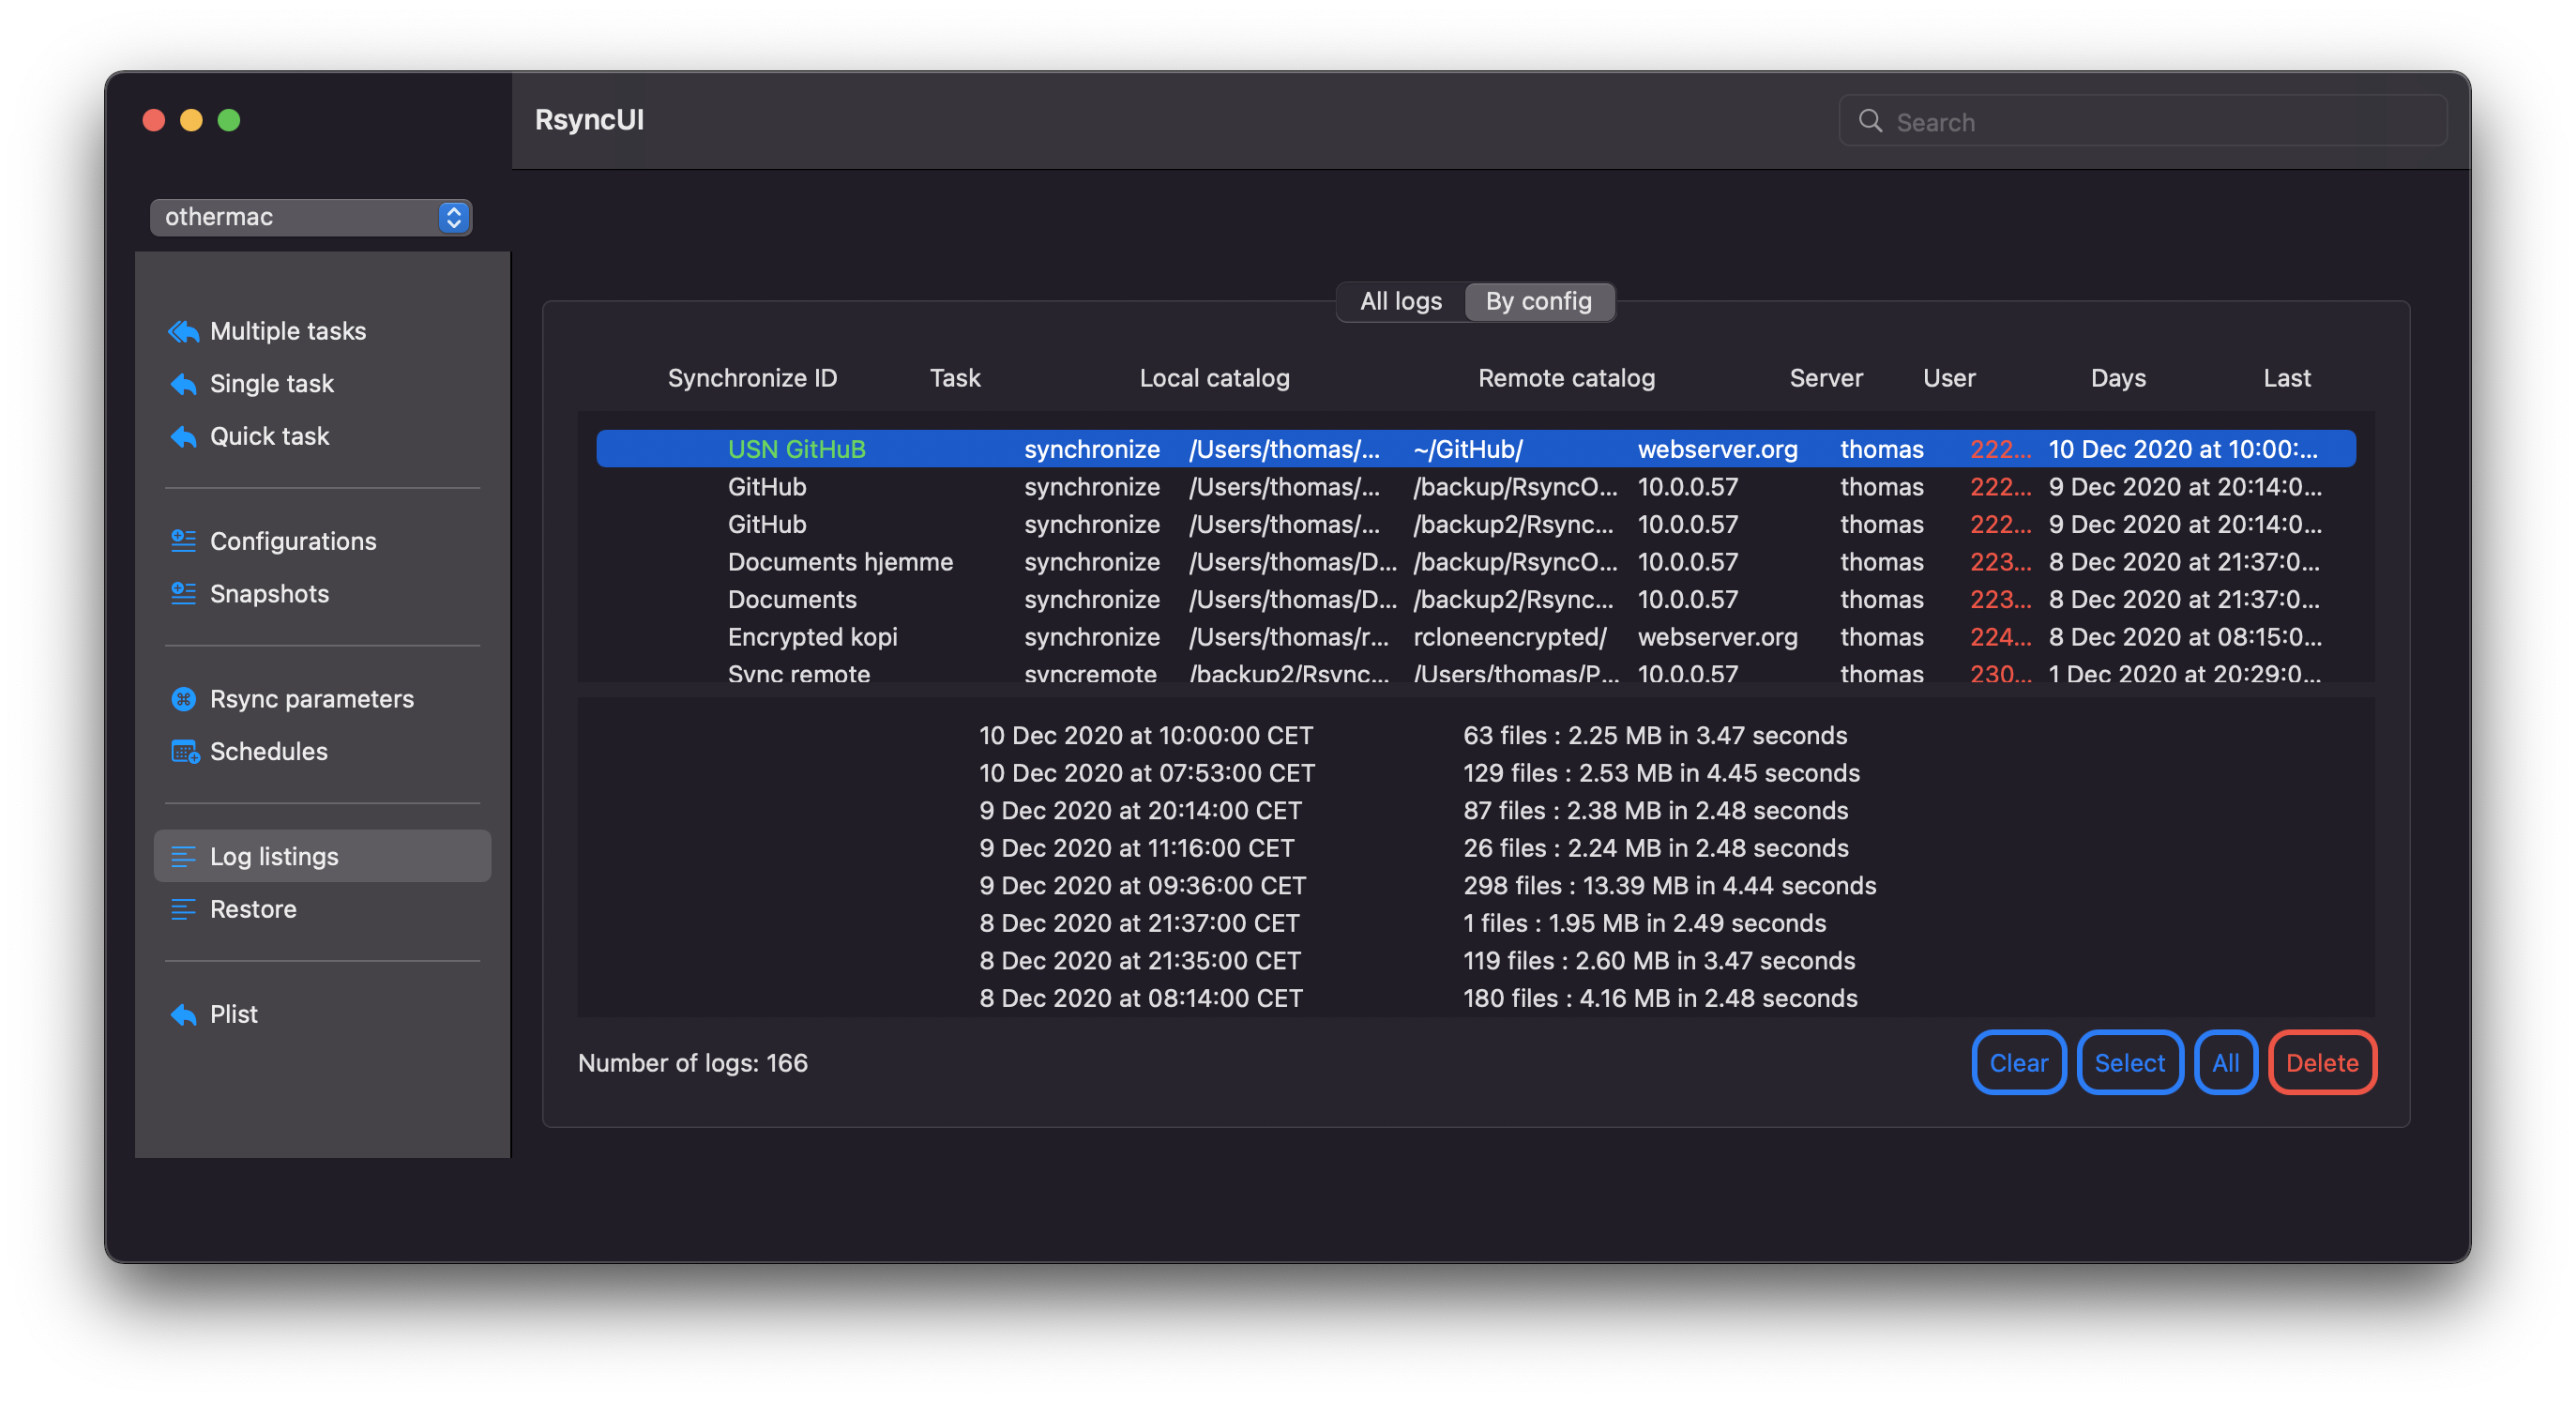 RsyncUI
Search
othermac
Multiple tasks
Single task
Quick task
Configurations
Snapshots
Rsync parameters
Schedules
Log listings
Restore
Plist
All logs By config
Synchronize ID Task Local catalog Remote catalog Server User Days Last
USN GitHuB synchronize /Users/thomas/... ~/GitHub/ webserver.org thomas 222... 10 Dec 2020 at 10:00:...
GitHub synchronize /Users/thomas/... /backup/RsyncO... 10.0.0.57 thomas 222... 9 Dec 2020 at 20:14:0...
GitHub synchronize /Users/thomas/... /backup2/Rsync... 10.0.0.57 thomas 222... 9 Dec 2020 at 20:14:0...
Documents hjemme synchronize /Users/thomas/D... /backup/RsyncO... 10.0.0.57 thomas 223... 8 Dec 2020 at 21:37:0...
Documents synchronize /Users/thomas/D... /backup2/Rsync... 10.0.0.57 thomas 223... 8 Dec 2020 at 21:37:0...
Encrypted kopi synchronize /Users/thomas/r... rcloneencrypted/ webserver.org thomas 224... 8 Dec 2020 at 08:15:0...
Sync remote syncremote /backup2/Rsync... /Users/thomas/P... 10.0.0.57 thomas 230... 1 Dec 2020 at 20:29:0...
10 Dec 2020 at 10:00:00 CET 63 files : 2.25 MB in 3.47 seconds
10 Dec 2020 at 07:53:00 CET 129 files : 2.53 MB in 4.45 seconds
9 Dec 2020 at 20:14:00 CET 87 files : 2.38 MB in 2.48 seconds
9 Dec 2020 at 11:16:00 CET 26 files : 2.24 MB in 2.48 seconds
9 Dec 2020 at 09:36:00 CET 298 files : 13.39 MB in 4.44 seconds
8 Dec 2020 at 21:37:00 CET 1 files : 1.95 MB in 2.49 seconds
8 Dec 2020 at 21:35:00 CET 119 files : 2.60 MB in 3.47 seconds
8 Dec 2020 at 08:14:00 CET 180 files : 4.16 MB in 2.48 seconds
Number of logs: 166
Clear Select All Delete